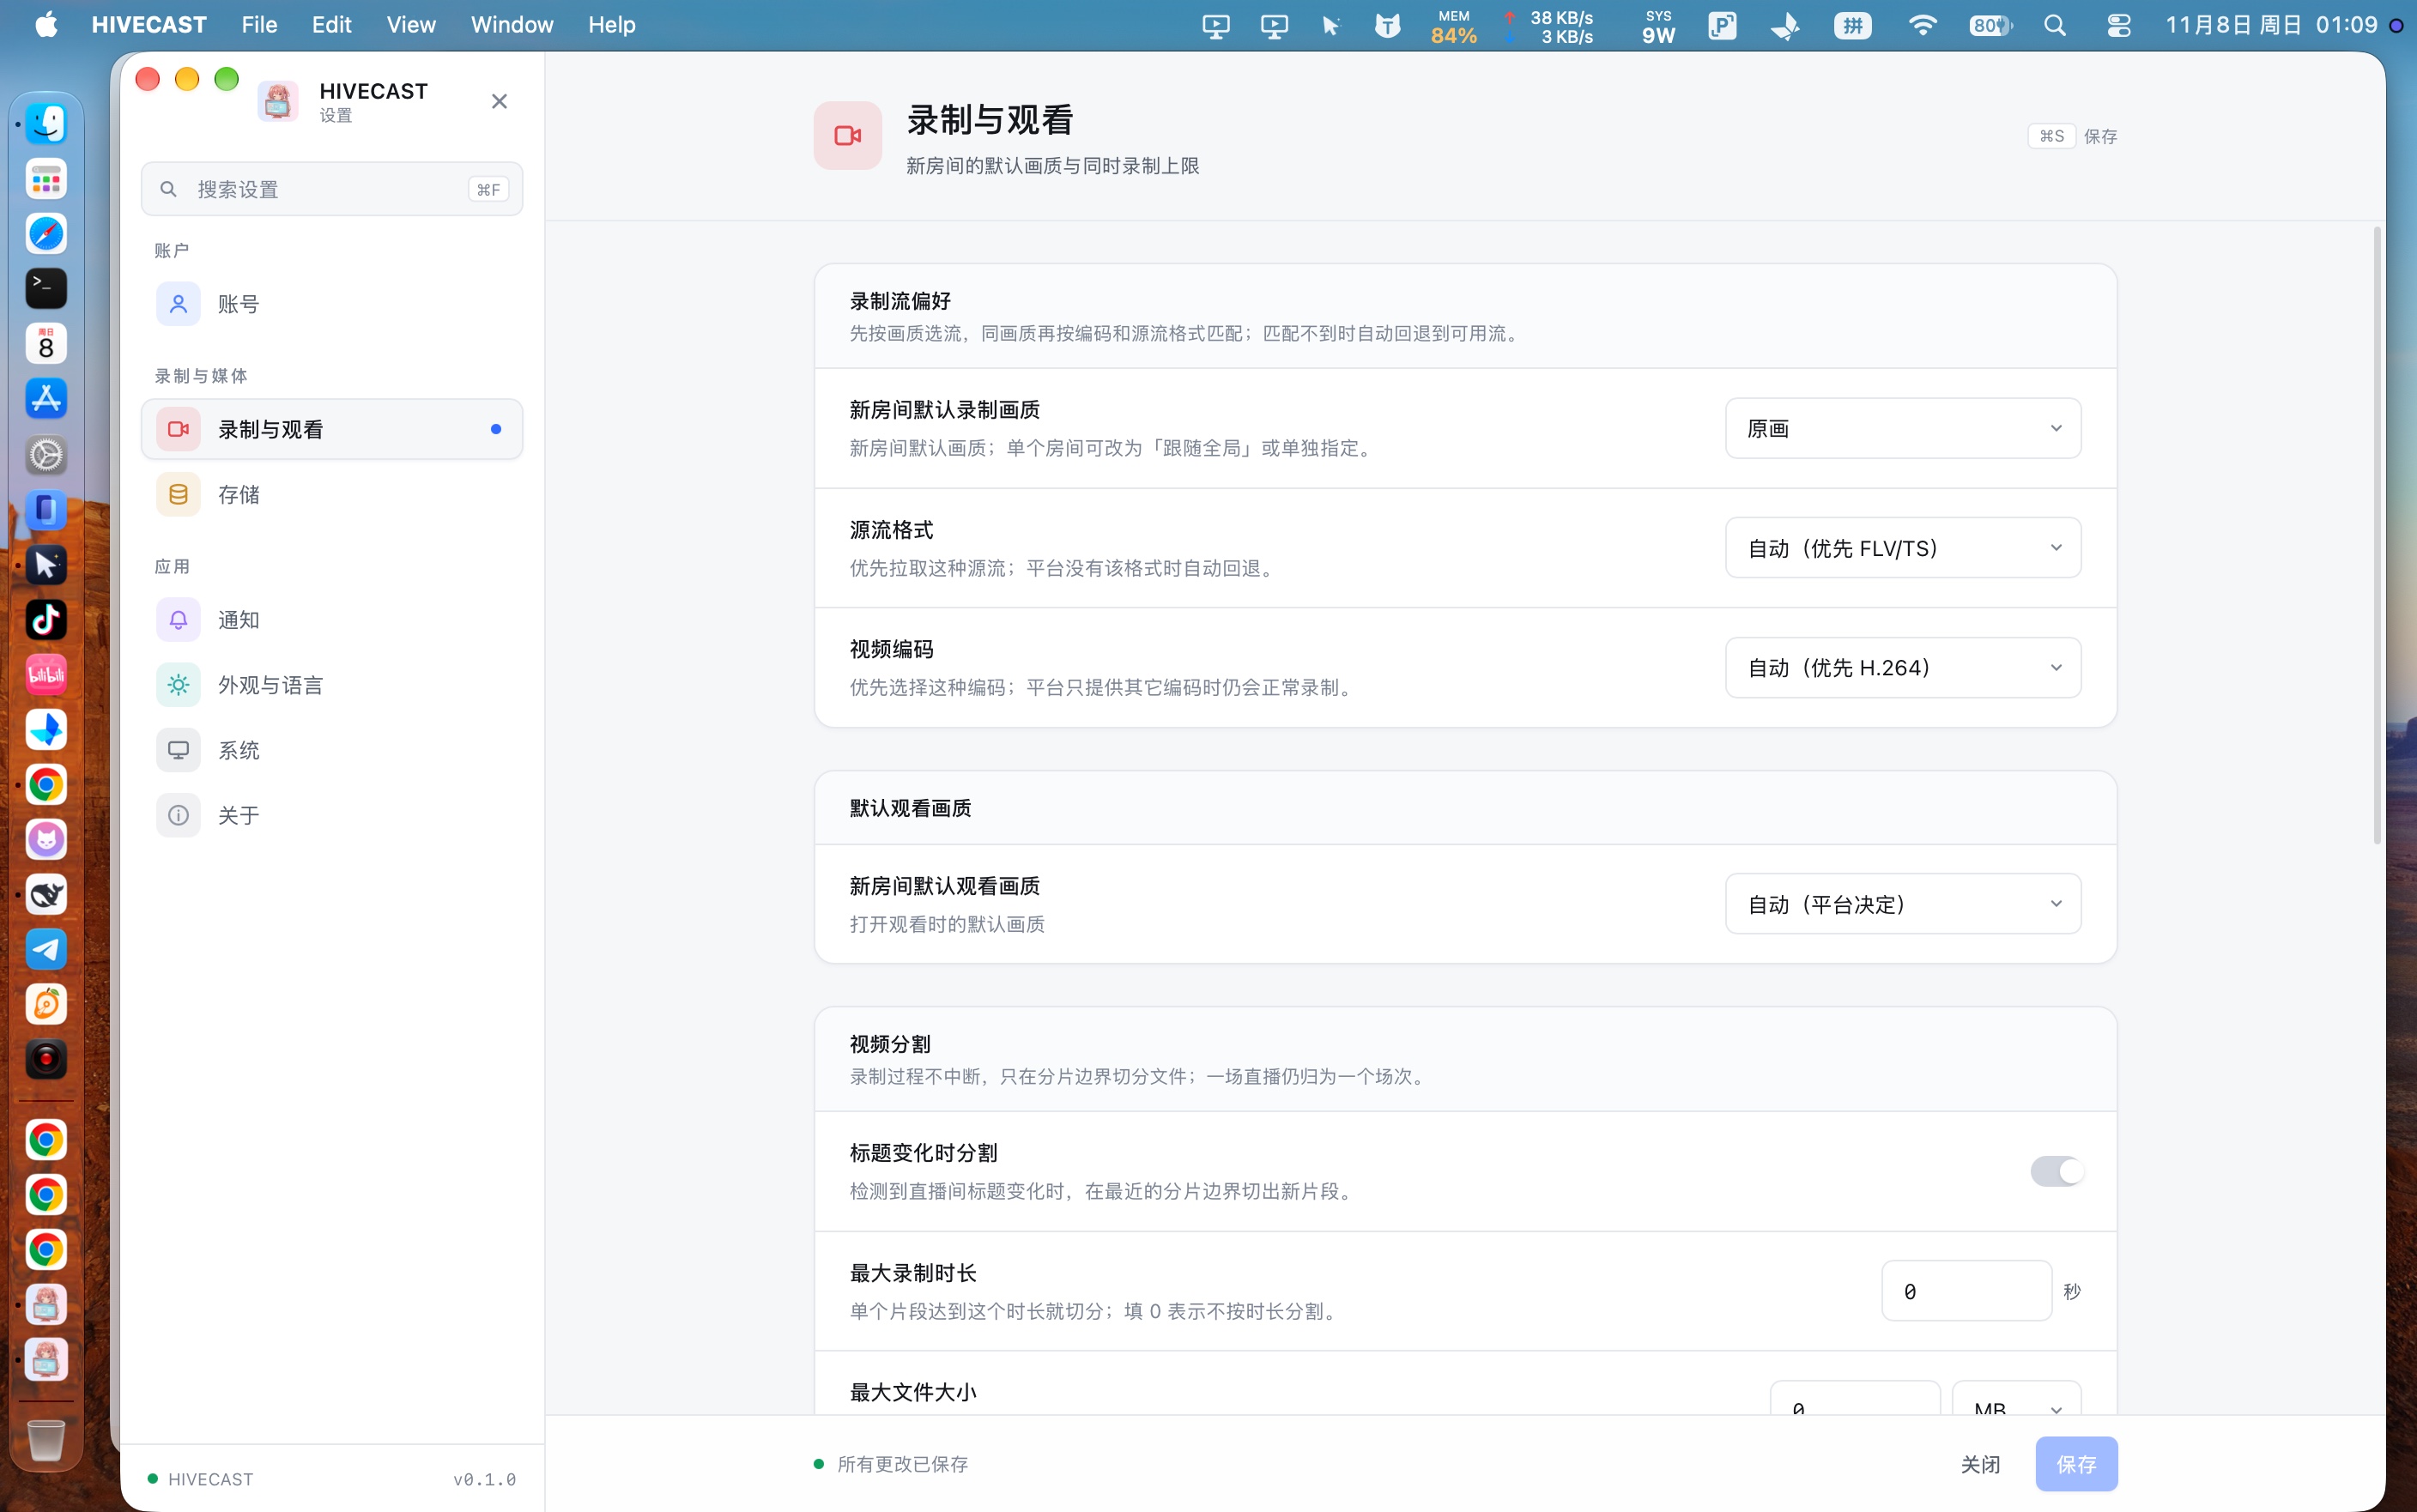 HIVECAST File Edit View Window Help
MEM 84% 38 KB/s 3 KB/s SYS 9W 拼 80 11月8日 周日 01:09
HIVECAST
设置
搜索设置 ⌘F
账户
账号
录制与媒体
录制与观看
存储
应用
通知
外观与语言
系统
关于
HIVECAST v0.1.0
周日
8
bilibili
录制与观看
新房间的默认画质与同时录制上限
⌘S 保存
录制流偏好
先按画质选流，同画质再按编码和源流格式匹配；匹配不到时自动回退到可用流。
新房间默认录制画质
新房间默认画质；单个房间可改为「跟随全局」或单独指定。
原画
源流格式
优先拉取这种源流；平台没有该格式时自动回退。
自动（优先 FLV/TS）
视频编码
优先选择这种编码；平台只提供其它编码时仍会正常录制。
自动（优先 H.264）
默认观看画质
新房间默认观看画质
打开观看时的默认画质
自动（平台决定）
视频分割
录制过程不中断，只在分片边界切分文件；一场直播仍归为一个场次。
标题变化时分割
检测到直播间标题变化时，在最近的分片边界切出新片段。
最大录制时长
单个片段达到这个时长就切分；填 0 表示不按时长分割。
0 秒
最大文件大小
0 MB
所有更改已保存
关闭 保存